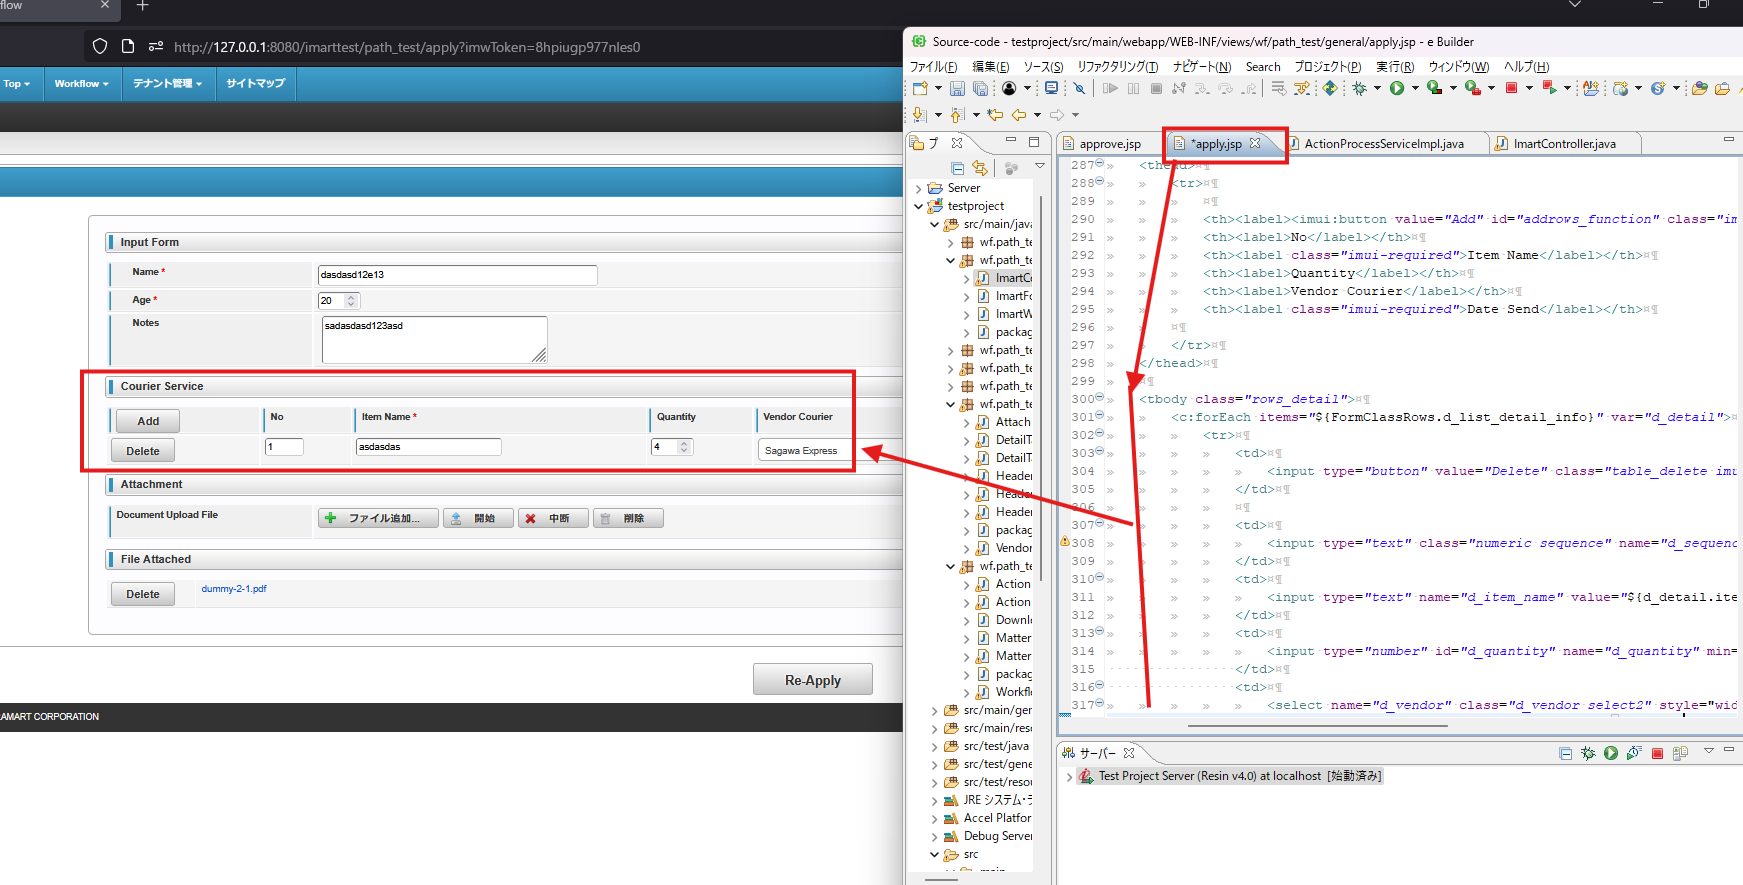 flow
http://127.0.0.1:8080/imarttest/path_test/apply?imwToken=8hpiugp977nles0
Top
Workflow
テナント管理
サイトマップ
Input Form
Name *
dasdasd12e13
Age *
20
Notes
sadasdasd123asd
Courier Service
Add
No
Item Name *
Quantity
Vendor Courier
Delete
1
asdasdas
4
Sagawa Express
Attachment
Document Upload File
ファイル追加...
開始
中断
削除
File Attached
Delete
dummy-2-1.pdf
Re-Apply
AMART CORPORATION
Source-code - testproject/src/main/webapp/WEB-INF/views/wf/path_test/general/apply.jsp - e Builder
ファイル(F) 編集(E) ソース(S) リファクタリング(T) ナビゲート(N) Search プロジェクト(P) 実行(R) ウィンドウ(W) ヘルプ(H)
プ
Server
testproject
src/main/java
wf.path_te
wf.path_te
ImartCo
ImartFo
ImartW
packag
wf.path_te
wf.path_te
wf.path_te
wf.path_te
Attach
DetailTa
DetailTa
Header
Header
Header
packag
Vendor
wf.path_te
Action
Action
Downlo
Matter
Matter
packag
Workfl
src/main/ger
src/main/res
src/test/java
src/test/gene
src/test/resou
JRE システム・ラ
Accel Platfor
Debug Server
src
main
approve.jsp
*apply.jsp
ActionProcessServiceImpl.java
ImartController.java
287 <thead>
288 <tr>
289
290 <th><label><imui:button value="Add" id="addrows_function" class="im
291 <th><label>No</label></th>
292 <th><label class="imui-required">Item Name</label></th>
293 <th><label>Quantity</label></th>
294 <th><label>Vendor Courier</label></th>
295 <th><label class="imui-required">Date Send</label></th>
296
297 </tr>
298 </thead>
299
300 <tbody class="rows_detail">
301 <c:forEach items="${FormClassRows.d_list_detail_info}" var="d_detail">
302 <tr>
303 <td>
304 <input type="button" value="Delete" class="table_delete imu
305 </td>
306
307 <td>
308 <input type="text" class="numeric sequence" name="d_sequenc
309 </td>
310 <td>
311 <input type="text" name="d_item_name" value="${d_detail.ite
312 </td>
313 <td>
314 <input type="number" id="d_quantity" name="d_quantity" min=
315 </td>
316 <td>
317 <select name="d_vendor" class="d_vendor select2" style="wid
サーバー
Test Project Server (Resin v4.0) at localhost [始動済み]